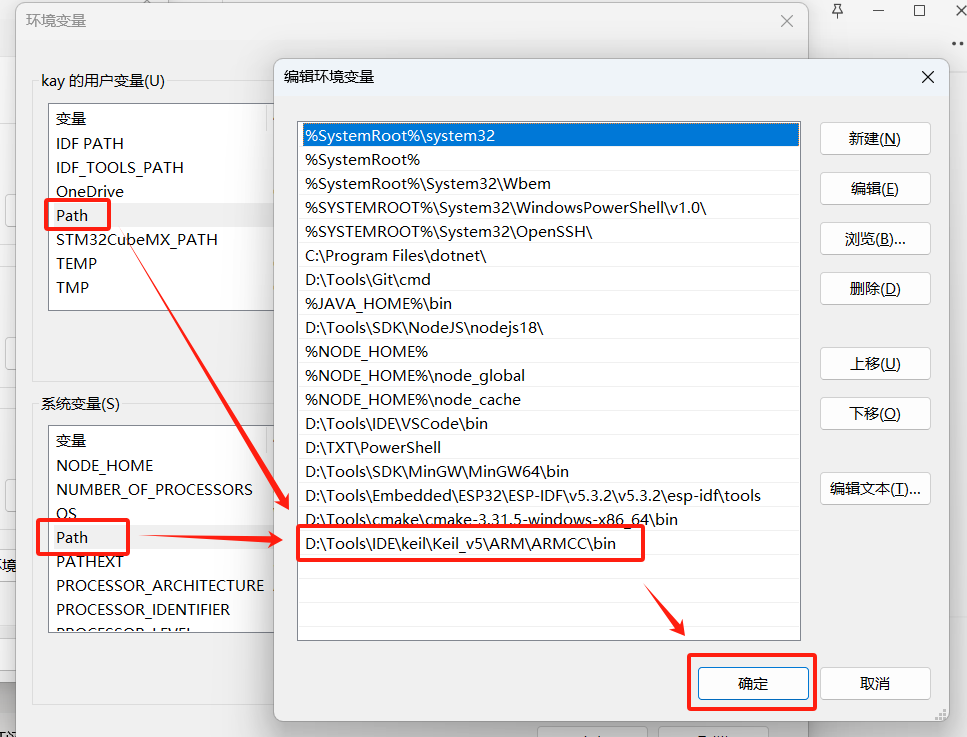 环境变量
kay 的用户变量(U)
变量
IDF PATH
IDF_TOOLS_PATH
OneDrive
Path
STM32CubeMX_PATH
TEMP
TMP
系统变量(S)
变量
NODE_HOME
NUMBER_OF_PROCESSORS
OS
Path
PATHEXT
PROCESSOR_ARCHITECTURE
PROCESSOR_IDENTIFIER
PROCESSOR_LEVEL
编辑环境变量
%SystemRoot%\system32
%SystemRoot%
%SystemRoot%\System32\Wbem
%SYSTEMROOT%\System32\WindowsPowerShell\v1.0\
%SYSTEMROOT%\System32\OpenSSH\
C:\Program Files\dotnet\
D:\Tools\Git\cmd
%JAVA_HOME%\bin
D:\Tools\SDK\NodeJS\nodejs18\
%NODE_HOME%
%NODE_HOME%\node_global
%NODE_HOME%\node_cache
D:\Tools\IDE\VSCode\bin
D:\TXT\PowerShell
D:\Tools\SDK\MinGW\MinGW64\bin
D:\Tools\Embedded\ESP32\ESP-IDF\v5.3.2\v5.3.2\esp-idf\tools
D:\Tools\cmake\cmake-3.31.5-windows-x86_64\bin
D:\Tools\IDE\keil\Keil_v5\ARM\ARMCC\bin
新建(N)
编辑(E)
浏览(B)...
删除(D)
上移(U)
下移(O)
编辑文本(T)...
确定
取消